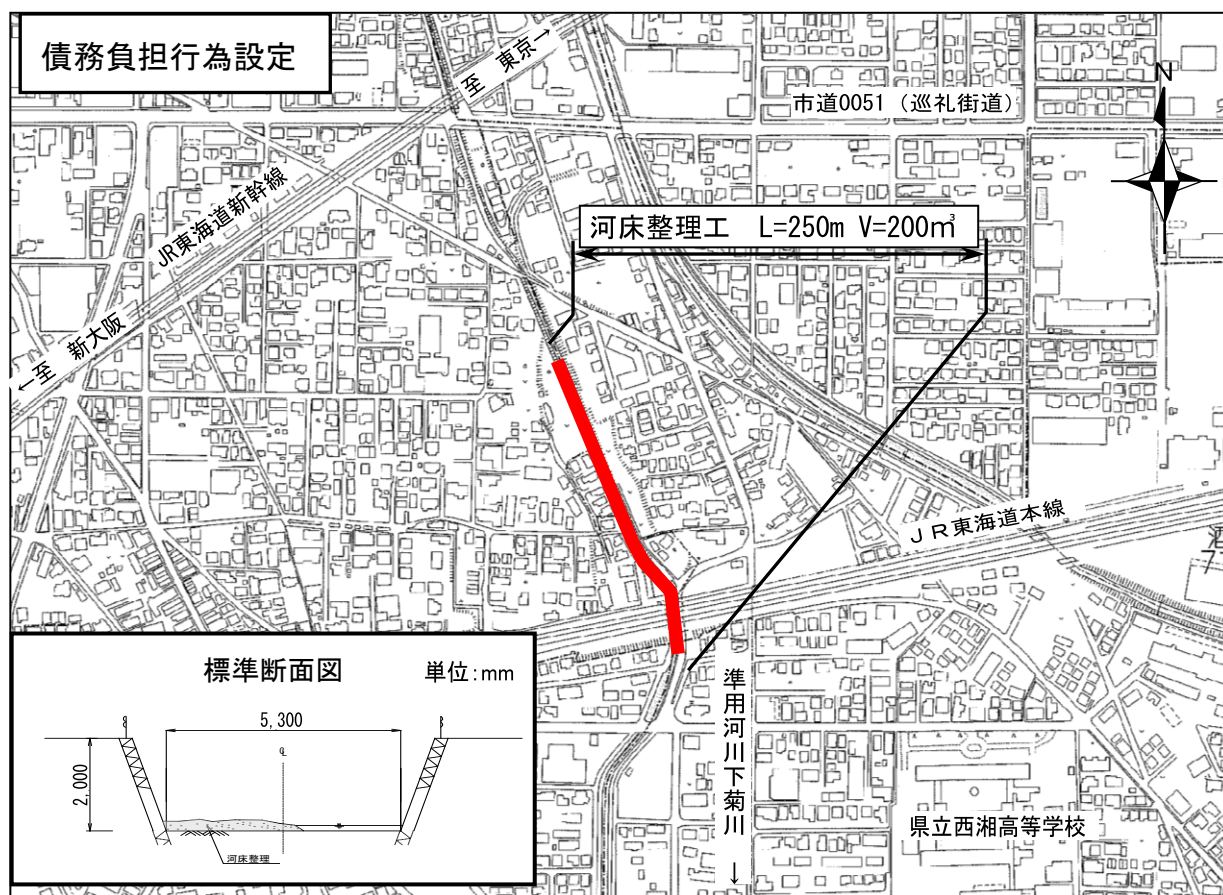 債務負担行為設定
至 東京→
市道0051 (巡礼街道)
N
JR東海道新幹線
河床整理工 L=250m V=200㎥
←至 新大阪
JR東海道本線
標準断面図 単位:mm
5,300
2,000
河床整理
準用河川下菊川 →
県立西湘高等学校